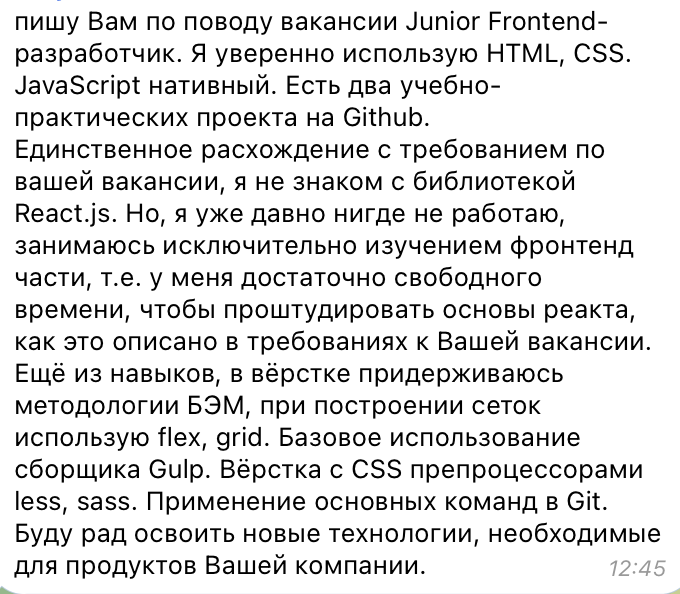 пишу Вам по поводу вакансии Junior Frontend-
разработчик. Я уверенно использую HTML, CSS.
JavaScript нативный. Есть два учебно-
практических проекта на Github.
Единственное расхождение с требованием по
вашей вакансии, я не знаком с библиотекой
React.js. Но, я уже давно нигде не работаю,
занимаюсь исключительно изучением фронтенд
части, т.е. у меня достаточно свободного
времени, чтобы проштудировать основы реакта,
как это описано в требованиях к Вашей вакансии.
Ещё из навыков, в вёрстке придерживаюсь
методологии БЭМ, при построении сеток
использую flex, grid. Базовое использование
сборщика Gulp. Вёрстка с CSS препроцессорами
less, sass. Применение основных команд в Git.
Буду рад освоить новые технологии, необходимые
для продуктов Вашей компании.
12:45